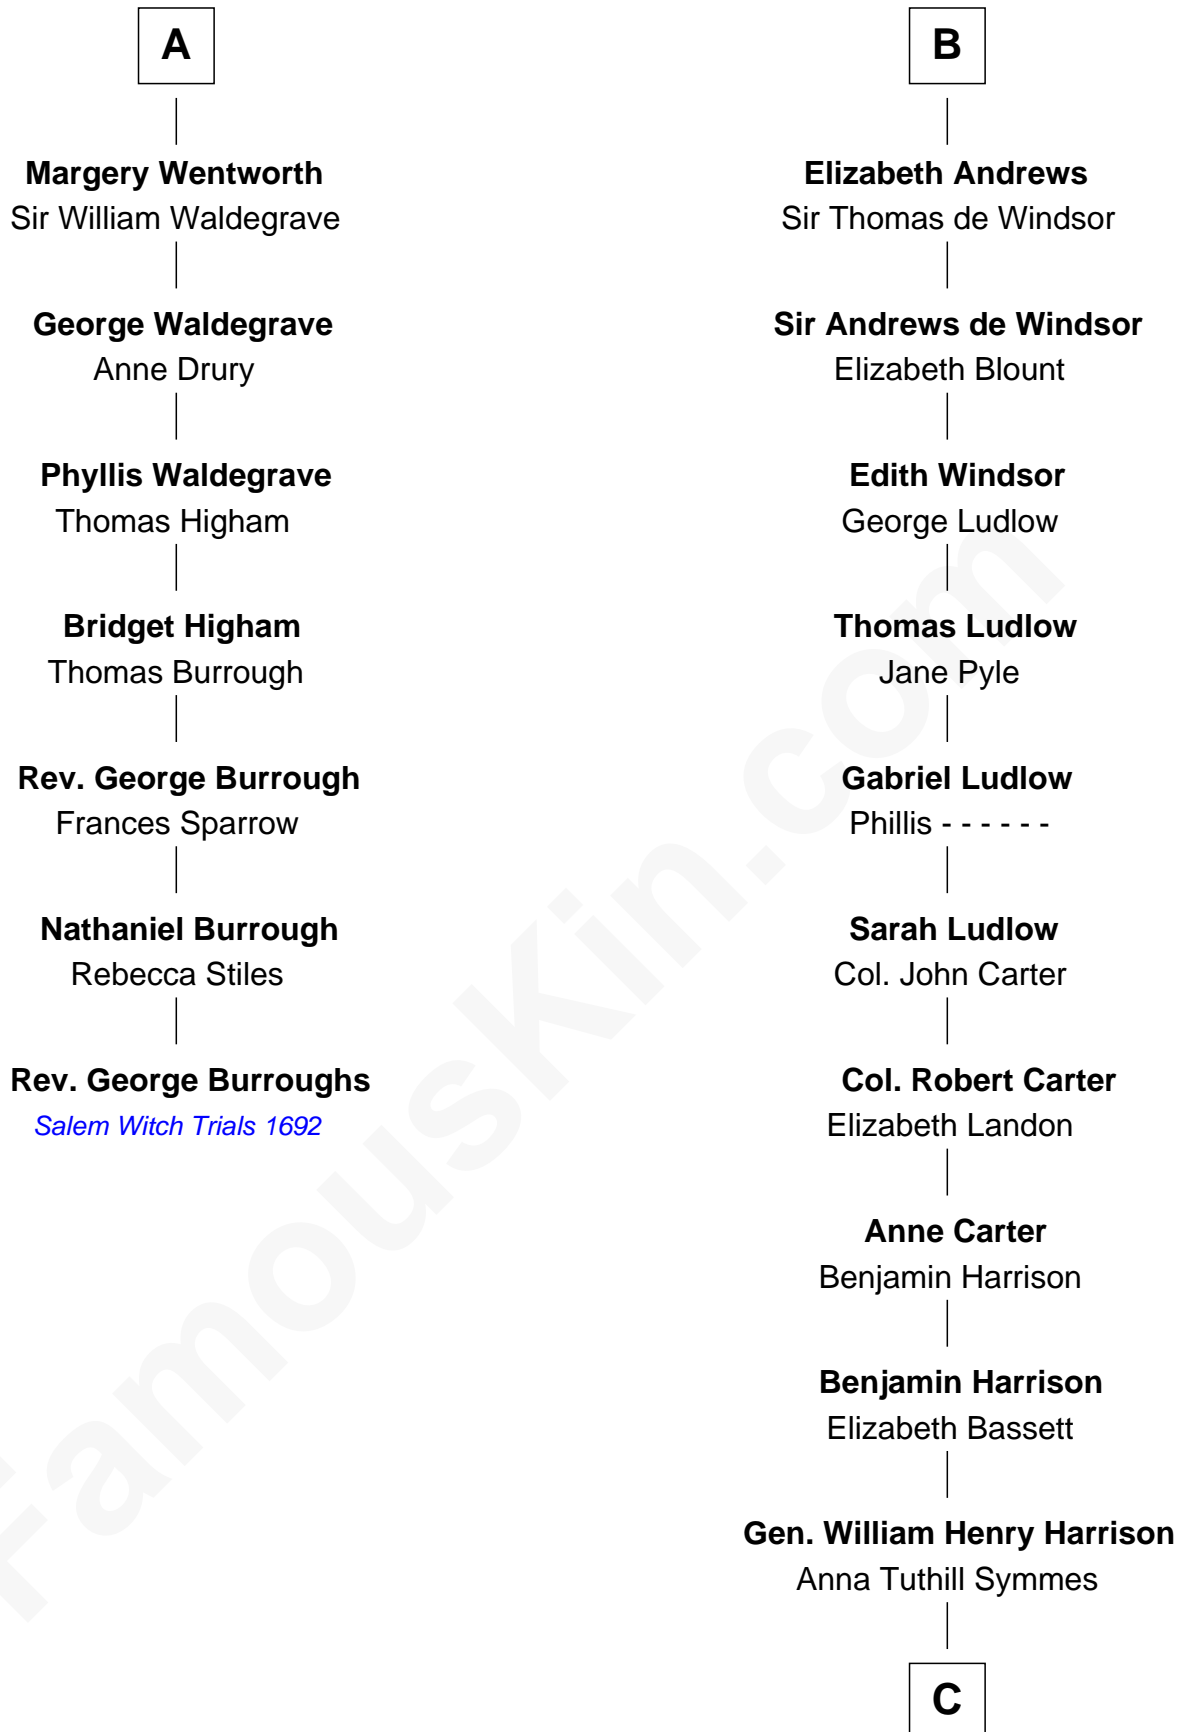 A
Margery Wentworth
Sir William Waldegrave
George Waldegrave
Anne Drury
Phyllis Waldegrave
Thomas Higham
Bridget Higham
Thomas Burrough
Rev. George Burrough
Frances Sparrow
Nathaniel Burrough
Rebecca Stiles
Rev. George Burroughs
Salem Witch Trials 1692
B
Elizabeth Andrews
Sir Thomas de Windsor
Sir Andrews de Windsor
Elizabeth Blount
Edith Windsor
George Ludlow
Thomas Ludlow
Jane Pyle
Gabriel Ludlow
Phillis - - - - - -
Sarah Ludlow
Col. John Carter
Col. Robert Carter
Elizabeth Landon
Anne Carter
Benjamin Harrison
Benjamin Harrison
Elizabeth Bassett
Gen. William Henry Harrison
Anna Tuthill Symmes
C
FamousKin.com